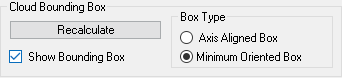 Cloud Bounding Box
Recalculate
Show Bounding Box
Box Type
Axis Aligned Box
Minimum Oriented Box